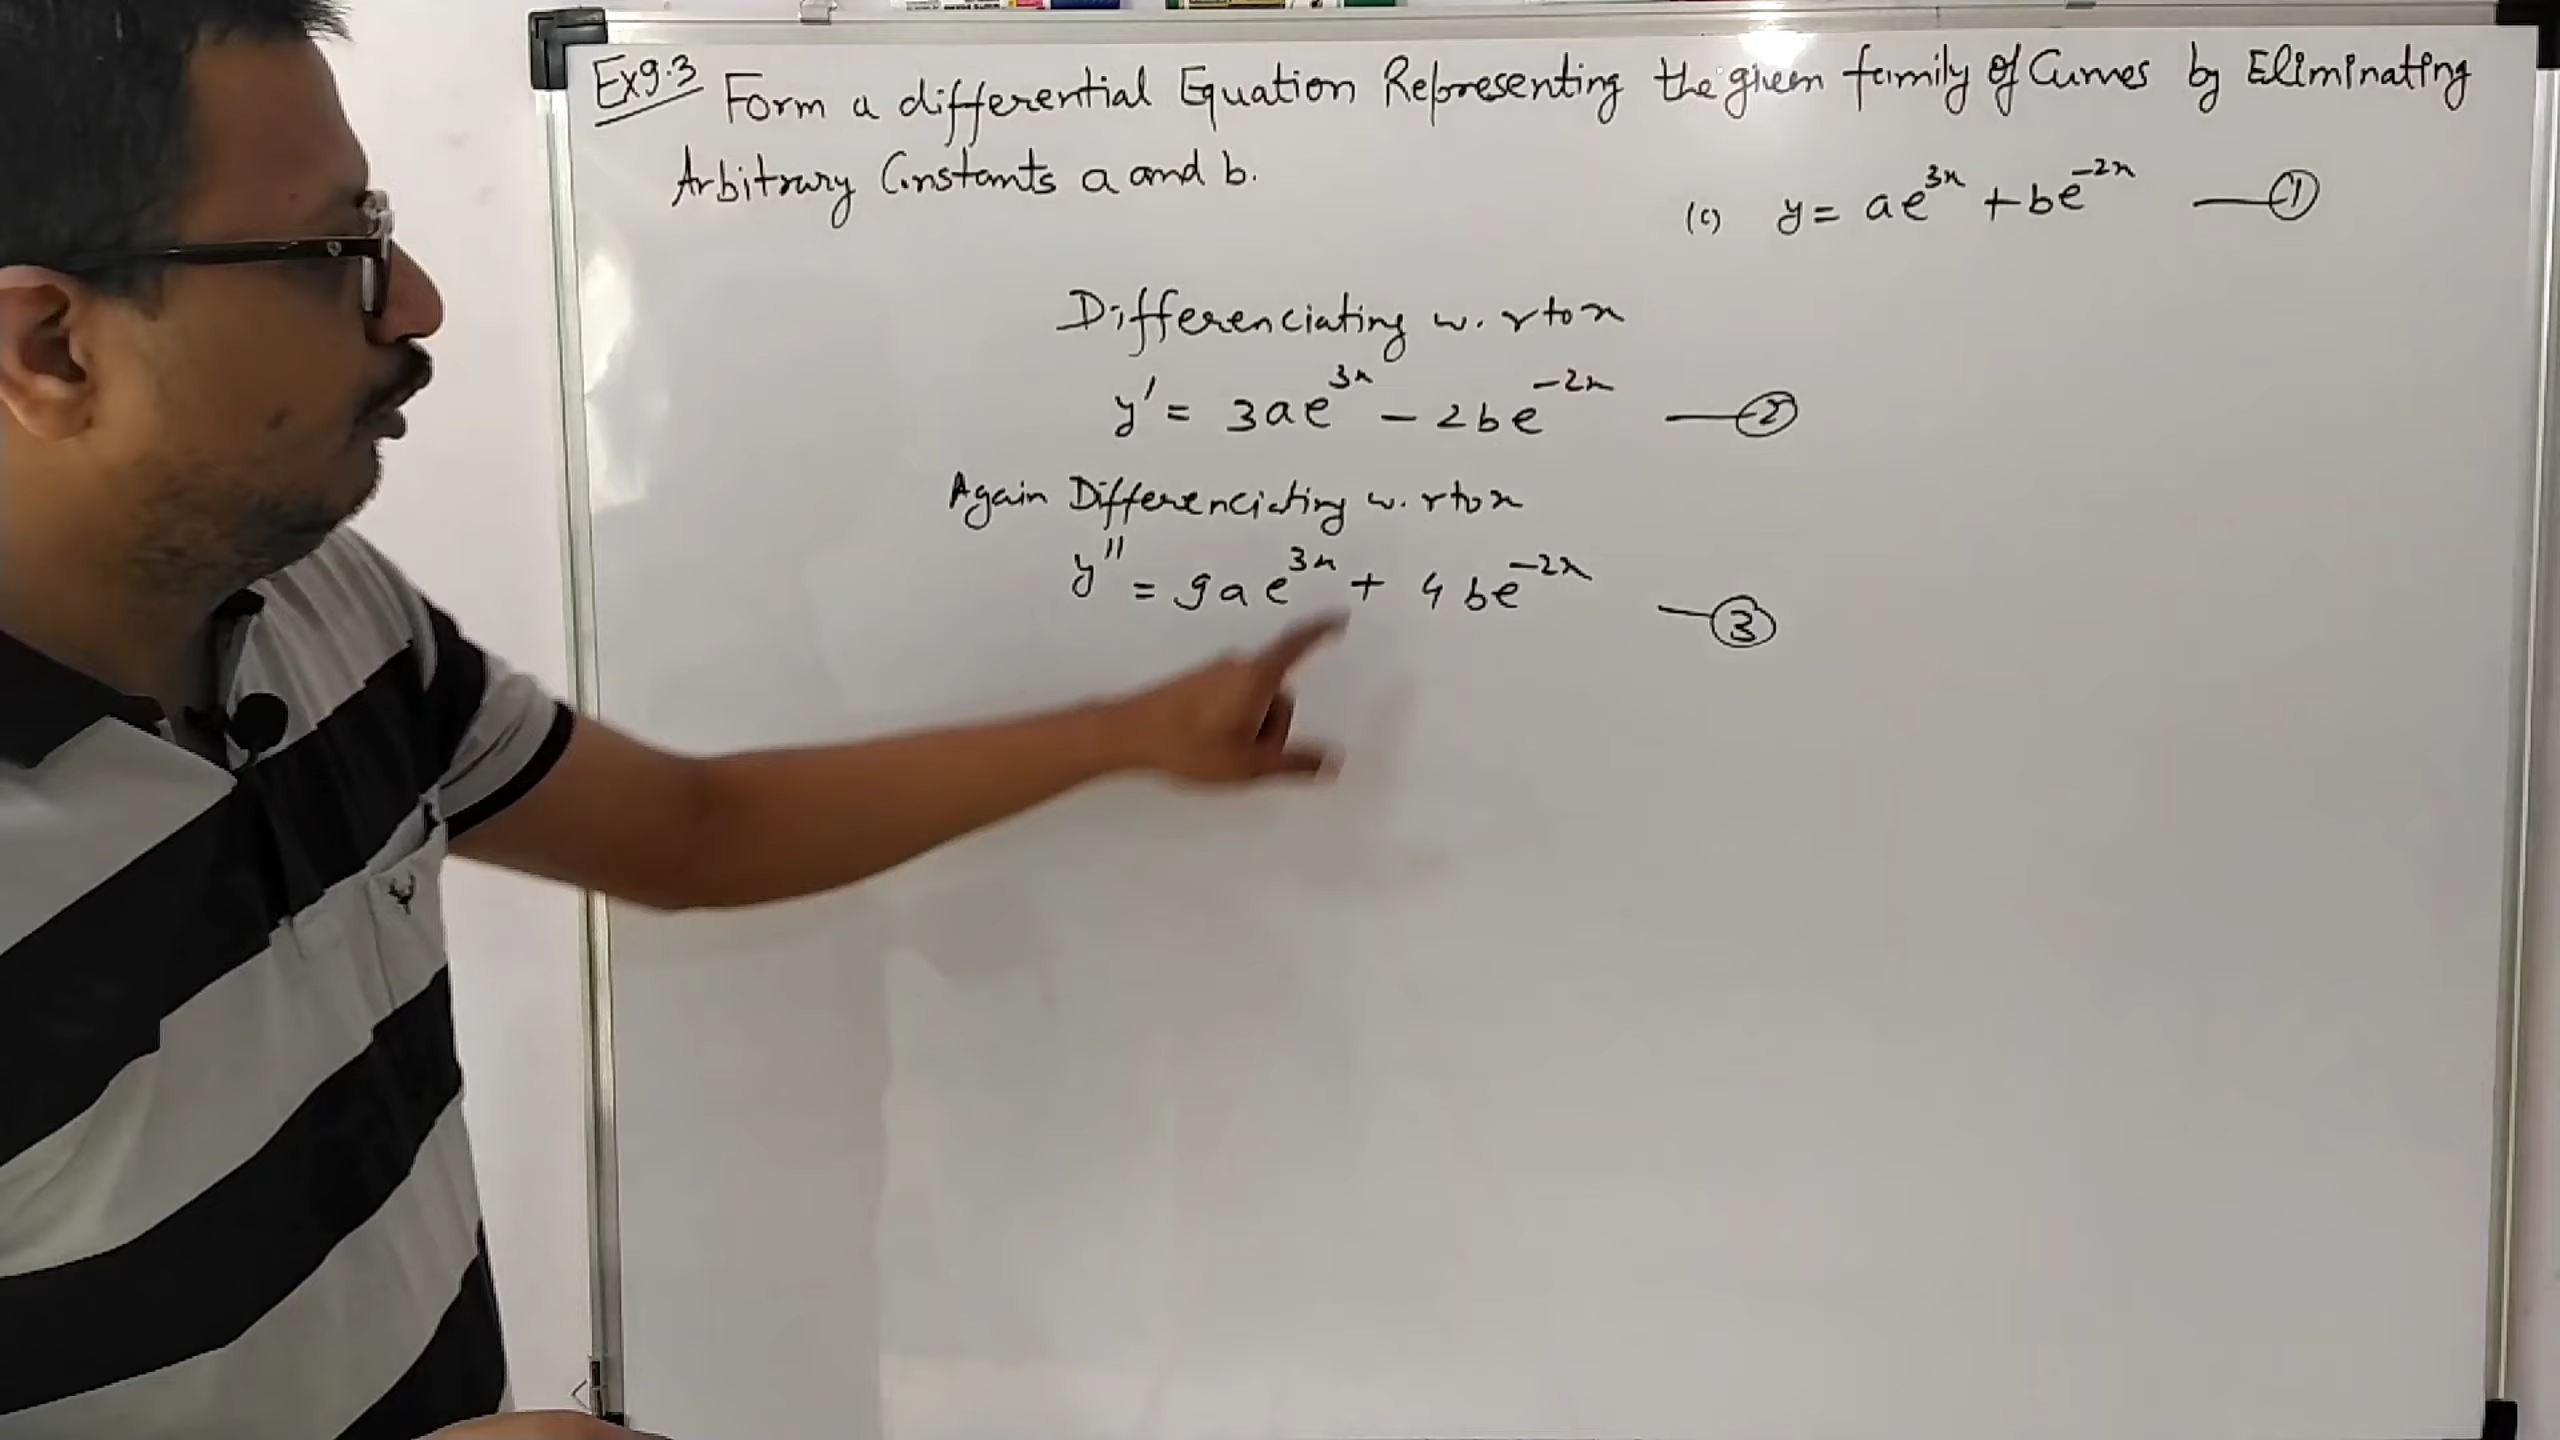 Ex9.3 Form a differential Equation Representing the given family of Curves by Eliminating
Arbitrary Constants a and b.
(c) y = ae^{3x} + be^{-2x} —①
Differenciating w. r to x
y' = 3ae^{3x} - 2be^{-2x} —②
Again Differenciating w. r to x
y'' = 9ae^{3x} + 4be^{-2x} —③